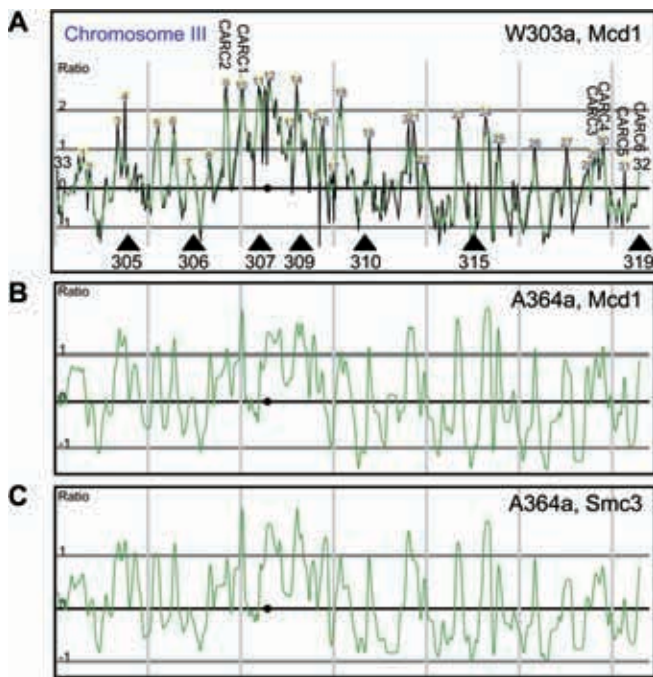 A
Chromosome III
W303a, Mcd1
CARC2
CARC1
CARC3
CARC4
CARC5
CARC6
Ratio
2
1
33
32
0
305
306
307
309
310
315
319
B
Ratio
A364a, Mcd1
1
0
-1
C
Ratio
A364a, Smc3
1
0
-1